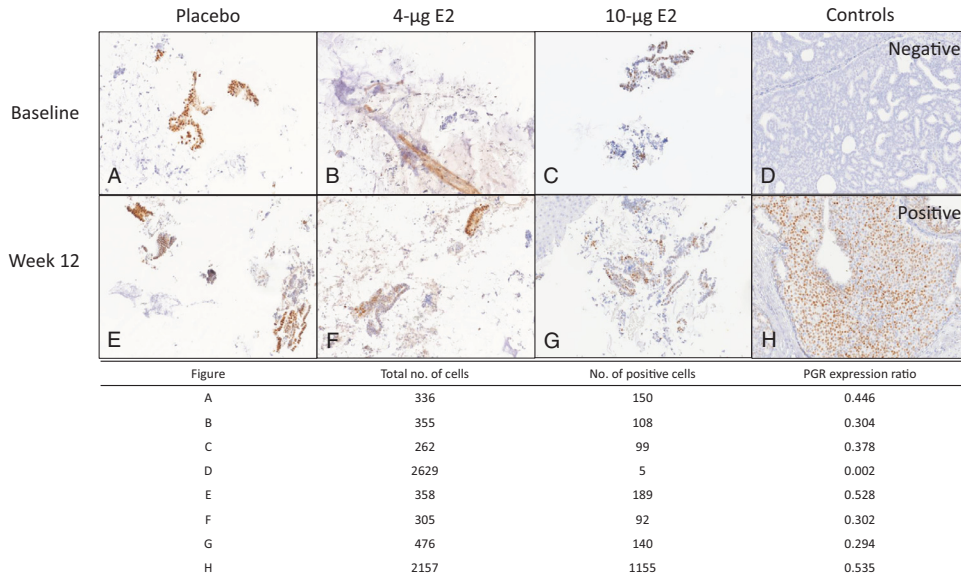 Placebo 4-µg E2 10-µg E2 Controls
Baseline
A B C D Negative
Week 12
E F G H Positive
Figure Total no. of cells No. of positive cells PGR expression ratio
A 336 150 0.446
B 355 108 0.304
C 262 99 0.378
D 2629 5 0.002
E 358 189 0.528
F 305 92 0.302
G 476 140 0.294
H 2157 1155 0.535